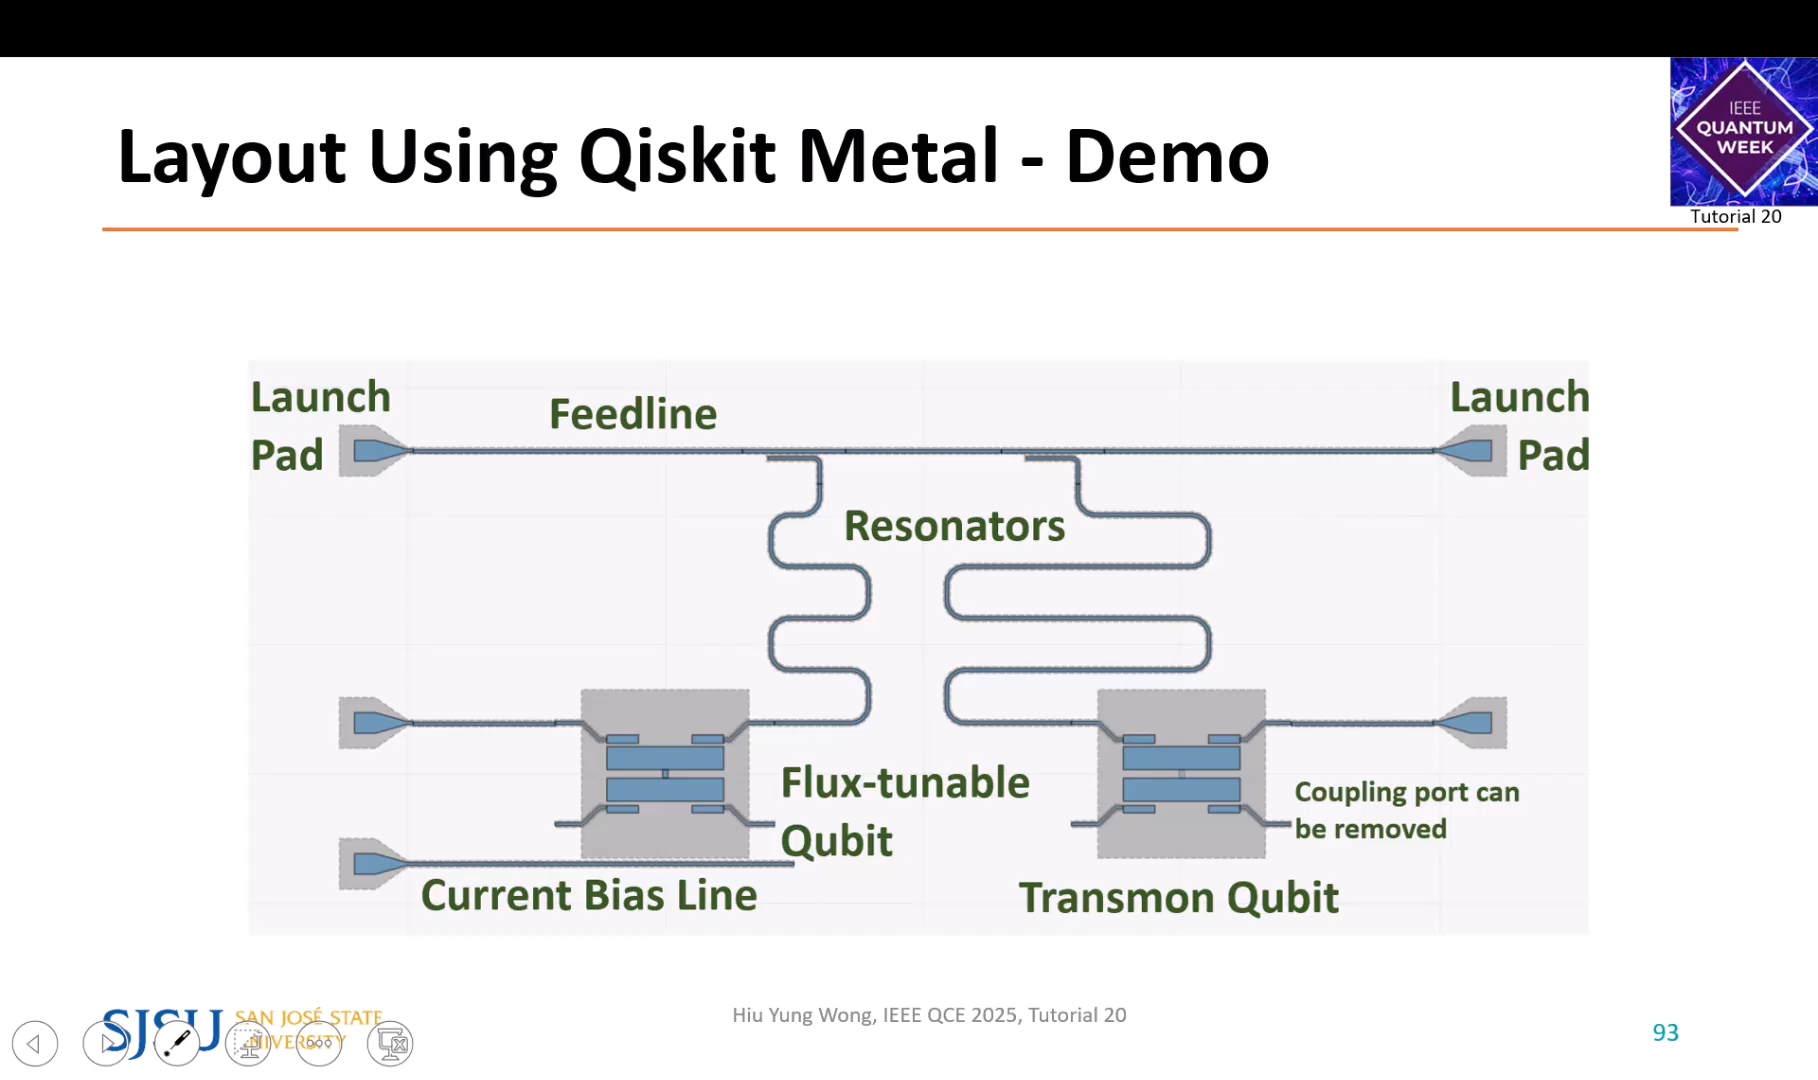 IEEE
QUANTUM
WEEK
Layout Using Qiskit Metal - Demo
Tutorial 20
Launch
Pad
Feedline
Launch
Pad
Resonators
Flux-tunable
Qubit
Coupling port can
be removed
Current Bias Line
Transmon Qubit
SJSU
SAN JOSÉ STATE
UNIVERSITY
Hiu Yung Wong, IEEE QCE 2025, Tutorial 20
93